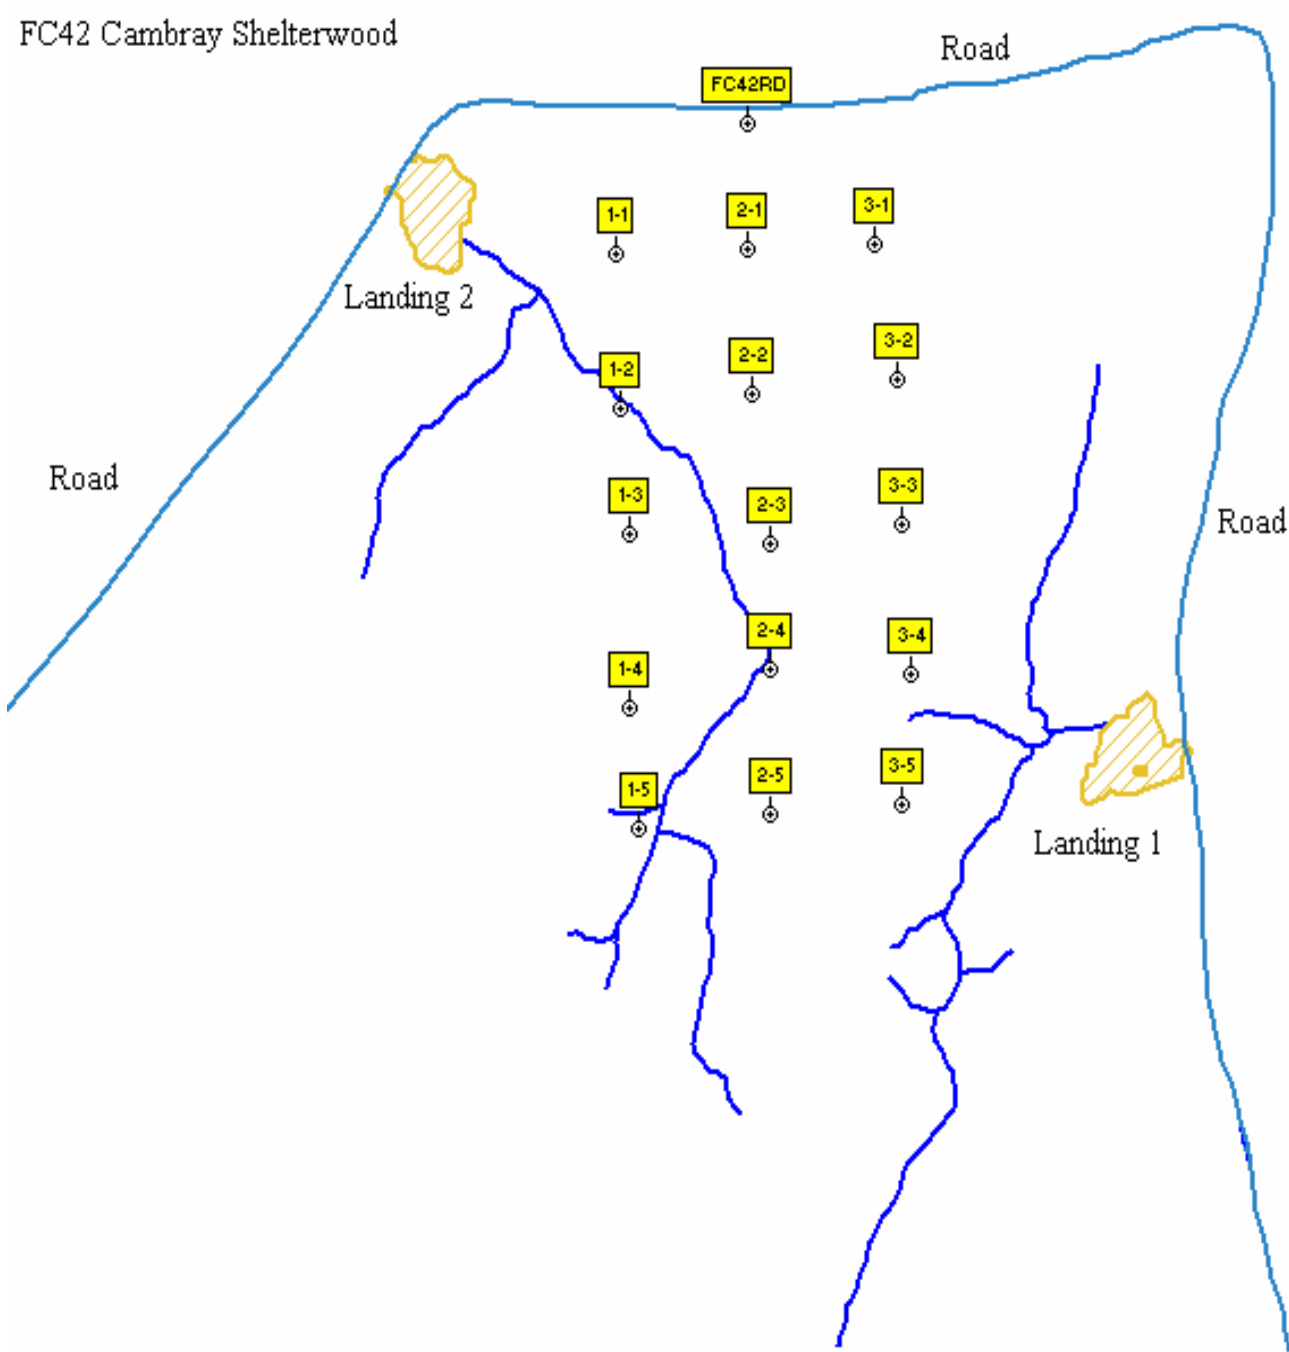 FC42 Cambray Shelterwood
Road
FC42RD
1-1
2-1
3-1
Landing 2
1-2
2-2
3-2
Road
1-3
2-3
3-3
Road
1-4
2-4
3-4
1-5
2-5
3-5
Landing 1